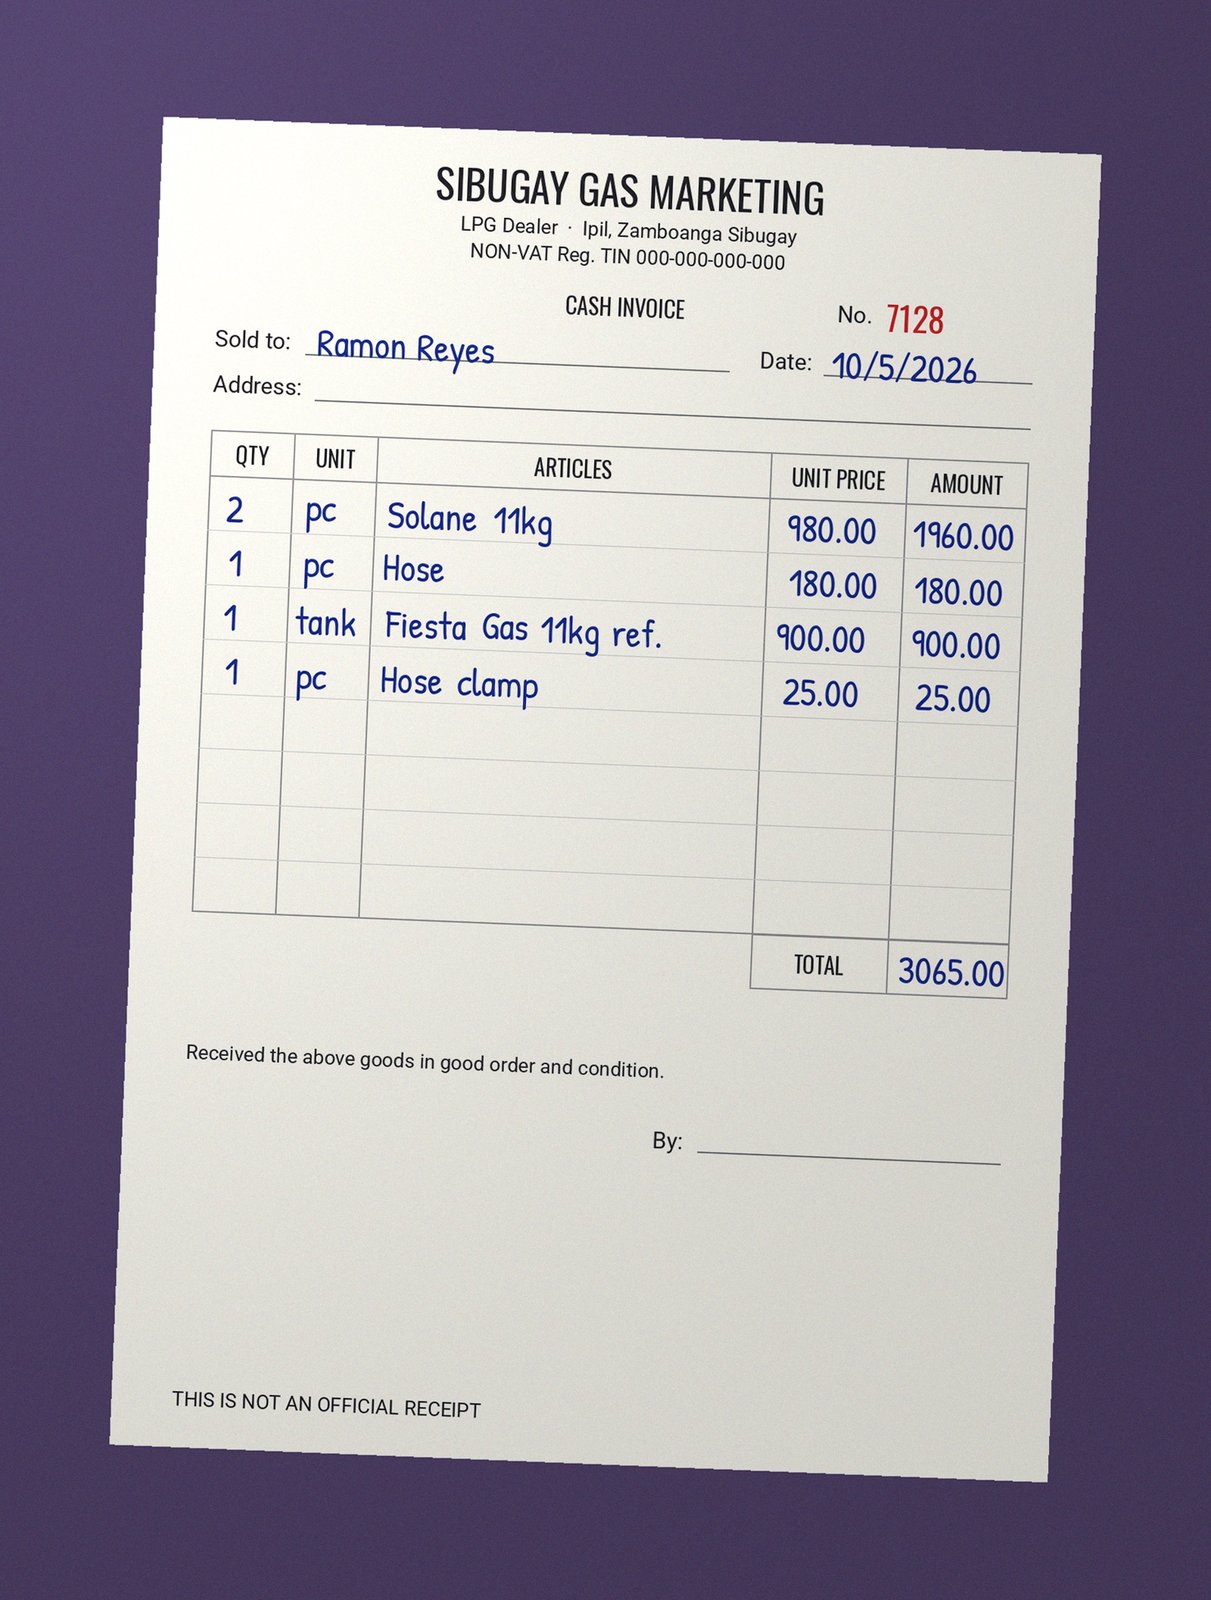 SIBUGAY GAS MARKETING
LPG Dealer · Ipil, Zamboanga Sibugay
NON-VAT Reg. TIN 000-000-000-000
CASH INVOICE No. 7128
Sold to: Ramon Reyes Date: 10/5/2026
Address:
QTY UNIT ARTICLES UNIT PRICE AMOUNT
2 pc Solane 11kg 980.00 1960.00
1 pc Hose 180.00 180.00
1 tank Fiesta Gas 11kg ref. 900.00 900.00
1 pc Hose clamp 25.00 25.00
TOTAL 3065.00
Received the above goods in good order and condition.
By:
THIS IS NOT AN OFFICIAL RECEIPT